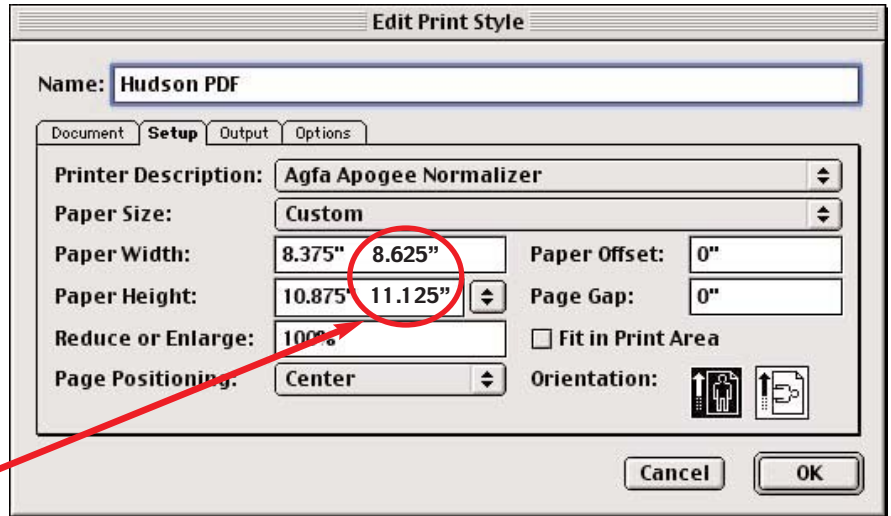 Edit Print Style
Name: Hudson PDF
Document Setup Output Options
Printer Description: Agfa Apogee Normalizer
Paper Size: Custom
Paper Width: 8.375" 8.625” Paper Offset: 0"
Paper Height: 10.875" 11.125” Page Gap: 0"
Reduce or Enlarge: 100% Fit in Print Area
Page Positioning: Center Orientation:
Cancel OK